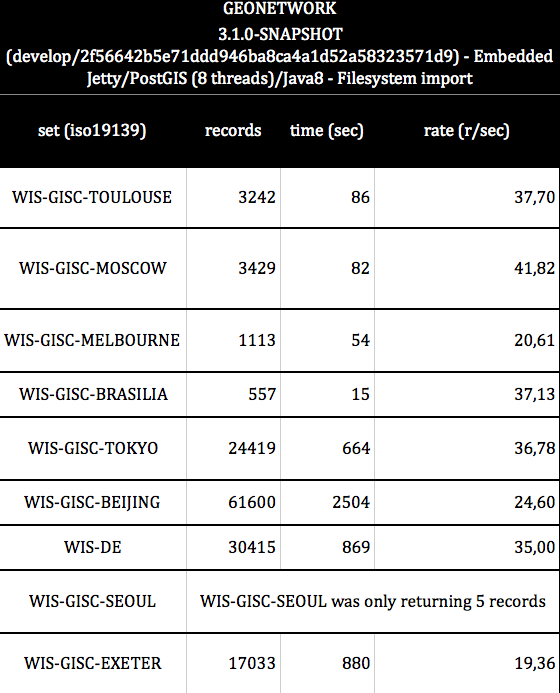 GEONETWORK
3.1.0-SNAPSHOT
(develop/2f56642b5e71ddd946ba8ca4a1d52a58323571d9) - Embedded
Jetty/PostGIS (8 threads)/Java8 - Filesystem import
set (iso19139) records time (sec) rate (r/sec)
WIS-GISC-TOULOUSE 3242 86 37,70
WIS-GISC-MOSCOW 3429 82 41,82
WIS-GISC-MELBOURNE 1113 54 20,61
WIS-GISC-BRASILIA 557 15 37,13
WIS-GISC-TOKYO 24419 664 36,78
WIS-GISC-BEIJING 61600 2504 24,60
WIS-DE 30415 869 35,00
WIS-GISC-SEOUL WIS-GISC-SEOUL was only returning 5 records
WIS-GISC-EXETER 17033 880 19,36